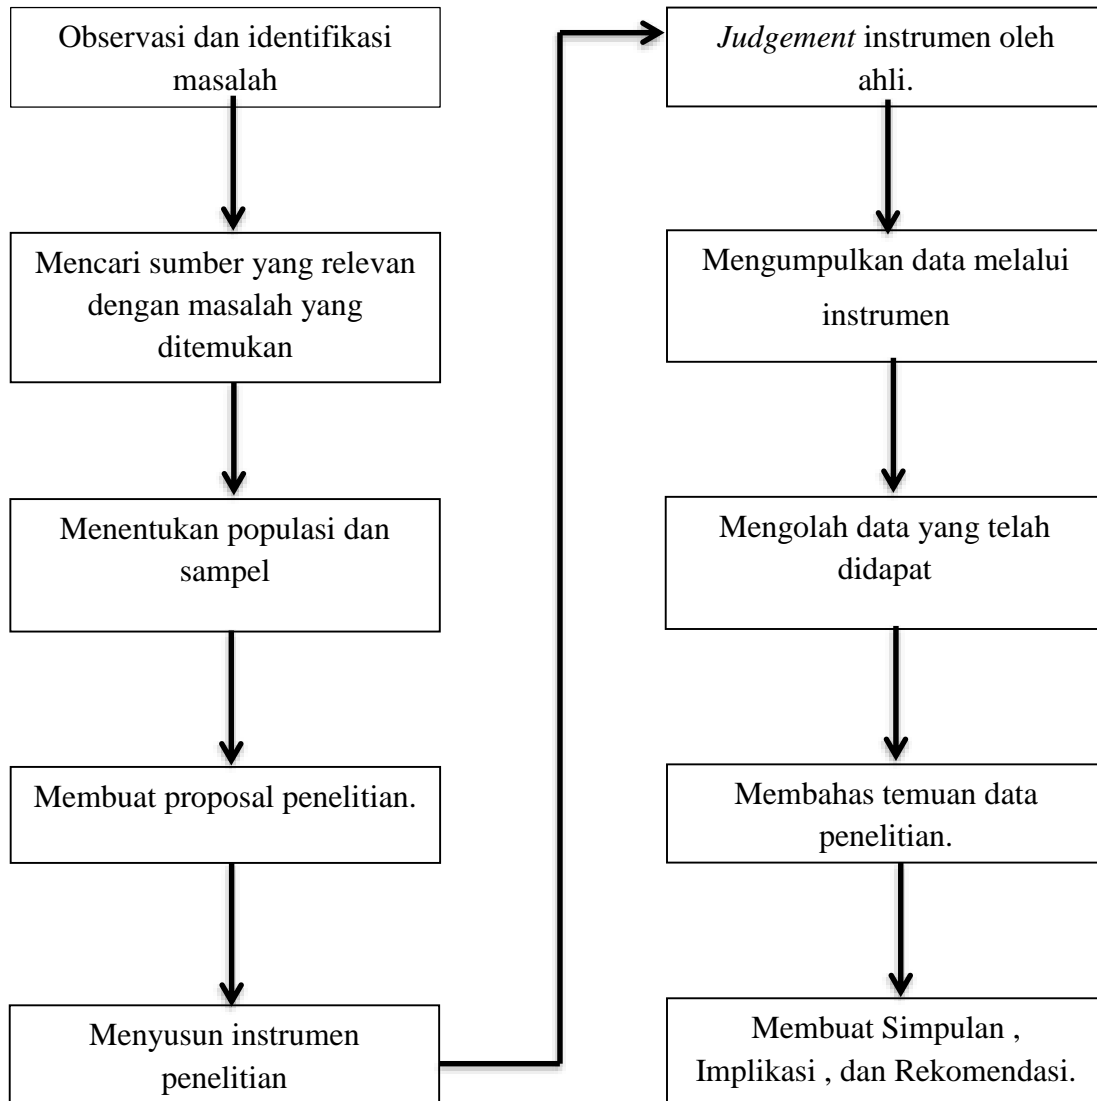 Observasi dan identifikasi
masalah
Mencari sumber yang relevan
dengan masalah yang
ditemukan
Menentukan populasi dan
sampel
Membuat proposal penelitian.
Menyusun instrumen
penelitian
Judgement instrumen oleh
ahli.
Mengumpulkan data melalui
instrumen
Mengolah data yang telah
didapat
Membahas temuan data
penelitian.
Membuat Simpulan ,
Implikasi , dan Rekomendasi.